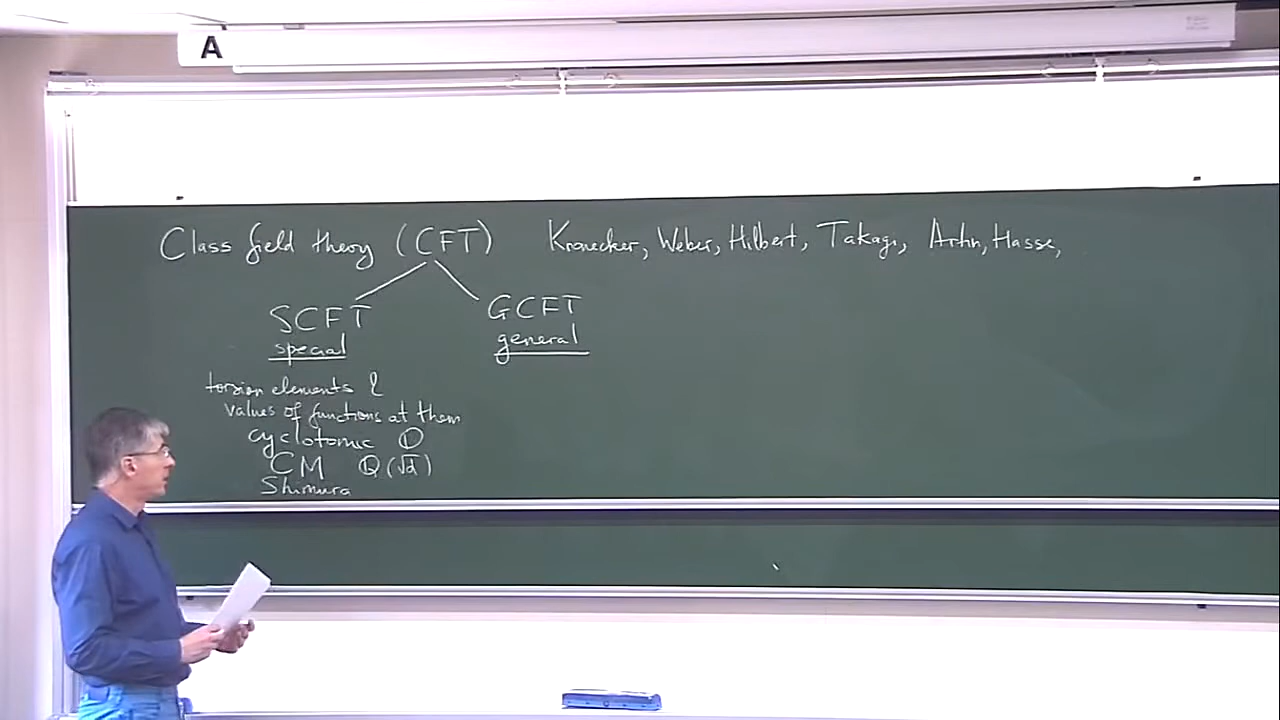 A
Class field theory (CFT) Kronecker, Weber, Hilbert, Takagi, Artin, Hasse,
SCFT GCFT
special general
torsion elements &
values of functions at them
cyclotomic ℚ
CM ℚ(√d)
Shimura